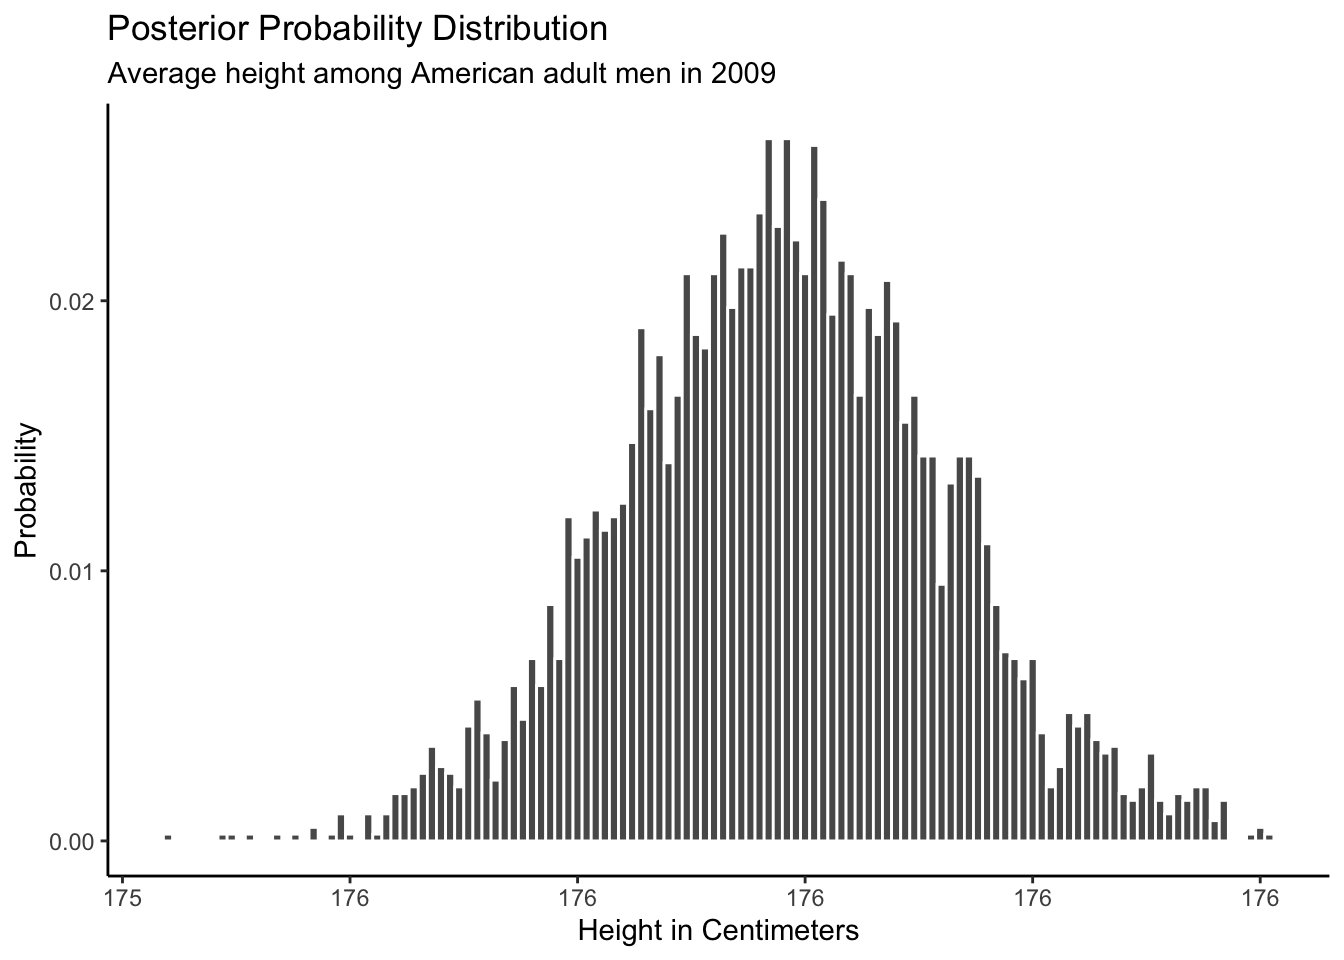 Posterior Probability Distribution
Average height among American adult men in 2009
Probability
0.02
0.01
0.00
175 176 176 176 176 176
Height in Centimeters